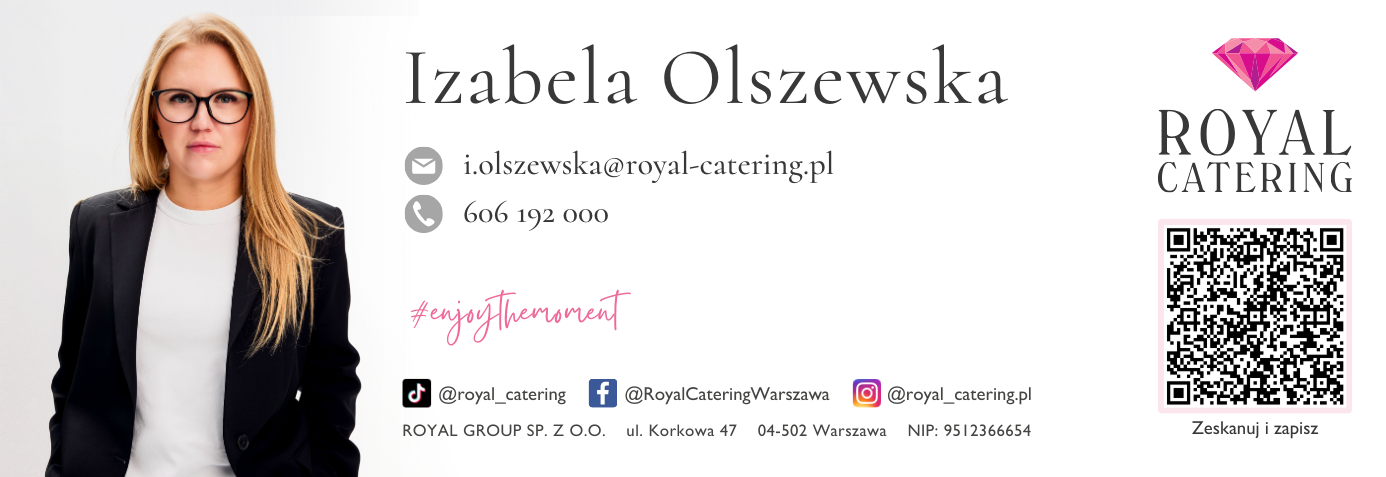 Izabela Olszewska
i.olszewska@royal-catering.pl
606 192 000
#enjoythemoment
@royal_catering @RoyalCateringWarszawa @royal_catering.pl
ROYAL GROUP SP. Z O.O. ul. Korkowa 47 04-502 Warszawa NIP: 9512366654
ROYAL
CATERING
Zeskanuj i zapisz